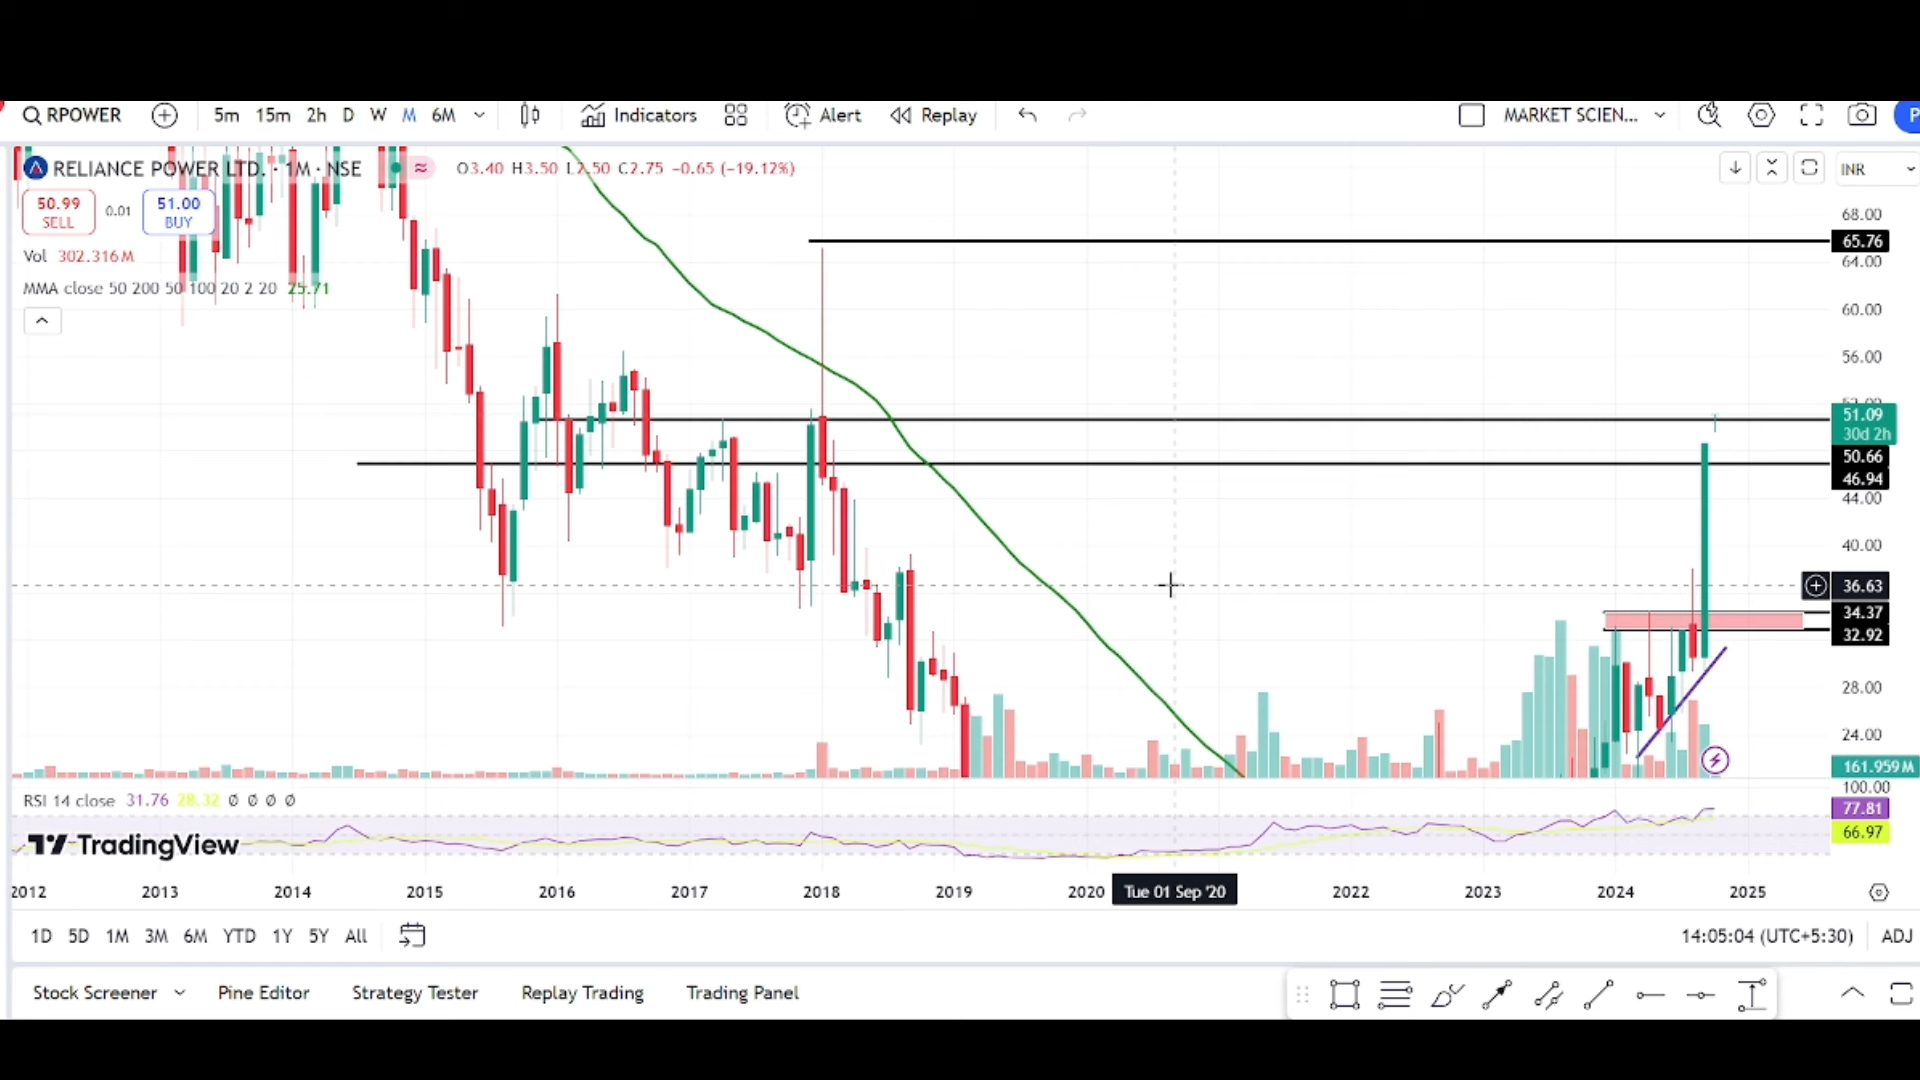 RPOWER 5m 15m 2h D W M 6M Indicators Alert Replay MARKET SCIEN... P
RELIANCE POWER LTD. · 1M · NSE O3.40 H3.50 L2.50 C2.75 −0.65 (−19.12%) INR
50.99 SELL 0.01 51.00 BUY
Vol 302.316M
MMA close 50 200 50 100 20 2 20 25.71
68.00
65.76
64.00
60.00
56.00
51.09
30d 2h
50.66
46.94
44.00
40.00
36.63
34.37
32.92
28.00
24.00
161.959M
100.00
RSI 14 close 31.76 28.32 Ø Ø Ø Ø
77.81
66.97
TradingView
2012 2013 2014 2015 2016 2017 2018 2019 2020 Tue 01 Sep '20 2022 2023 2024 2025
1D 5D 1M 3M 6M YTD 1Y 5Y All 14:05:04 (UTC+5:30) ADJ
Stock Screener Pine Editor Strategy Tester Replay Trading Trading Panel